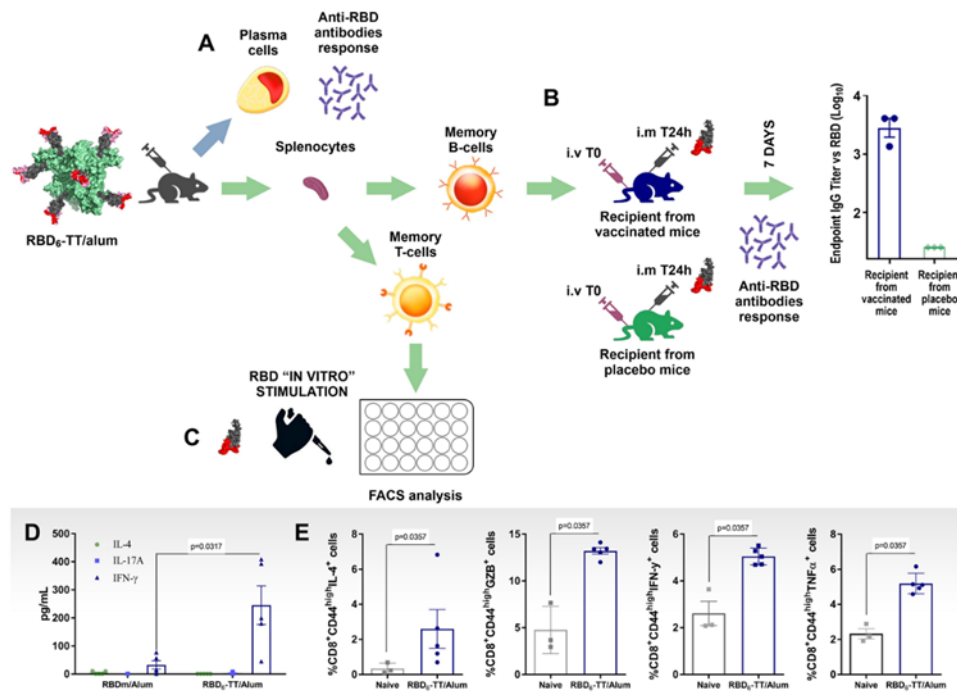 A
Plasma
cells
Anti-RBD
antibodies
response
RBD₆-TT/alum
Splenocytes
Memory
B-cells
Memory
T-cells
B
i.m T24h
i.v T0
Recipient from
vaccinated mice
i.m T24h
i.v T0
Recipient from
placebo mice
7 DAYS
Anti-RBD
antibodies
response
Endpoint IgG Titer vs RBD (Log₁₀)
4
3
2
Recipient
from
vaccinated
mice
Recipient
from
placebo
mice
RBD “IN VITRO”
STIMULATION
C
FACS analysis
D
IL-4
IL-17A
IFN-γ
p=0.0317
pg/mL
500
400
300
200
100
0
RBDm/Alum
RBD₆-TT/Alum
E
%CD8⁺CD44ʰⁱᵍʰIL-4⁺ cells
8
6
4
2
0
p=0.0357
Naive
RBD₆-TT/Alum
%CD8⁺CD44ʰⁱᵍʰGZB⁺ cells
15
10
5
0
p=0.0357
Naive
RBD₆-TT/Alum
%CD8⁺CD44ʰⁱᵍʰIFN-y⁺ cells
6
4
2
0
p=0.0357
Naive
RBD₆-TT/Alum
%CD8⁺CD44ʰⁱᵍʰTNFα⁺ cells
8
6
4
2
0
p=0.0357
Naive
RBD₆-TT/Alum